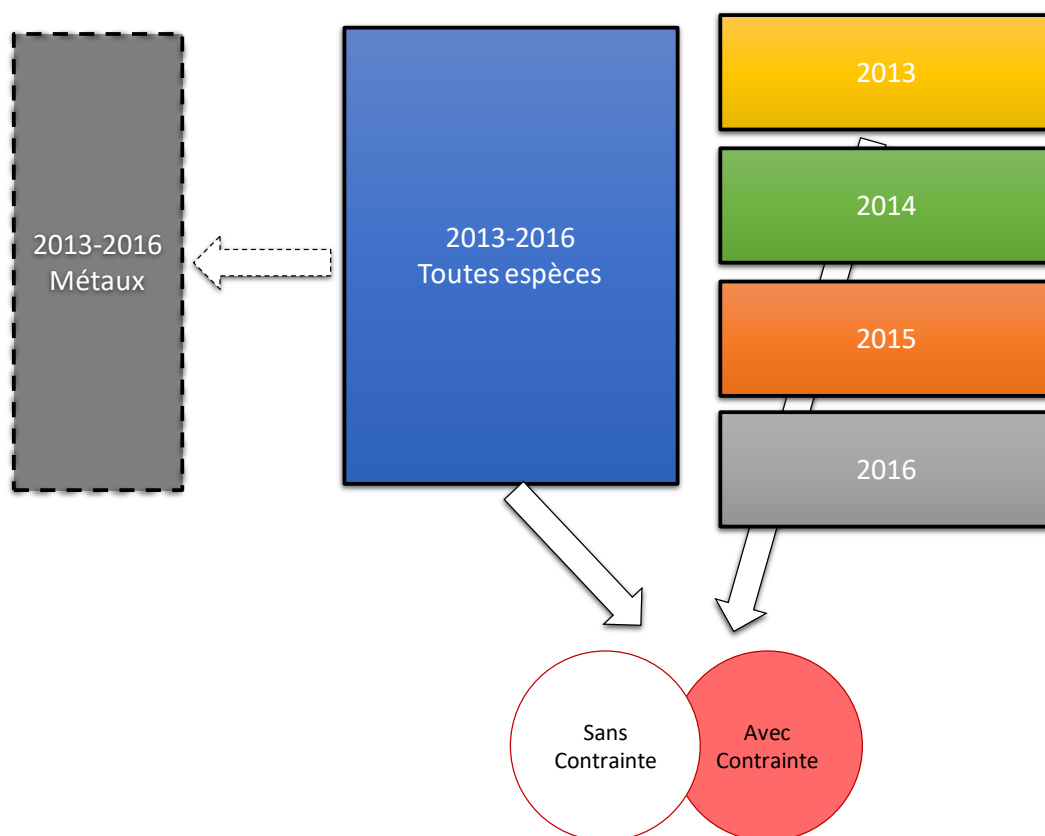 2013-2016
Métaux
2013-2016
Toutes espèces
2013
2014
2015
2016
Sans
Contrainte
Avec
Contrainte